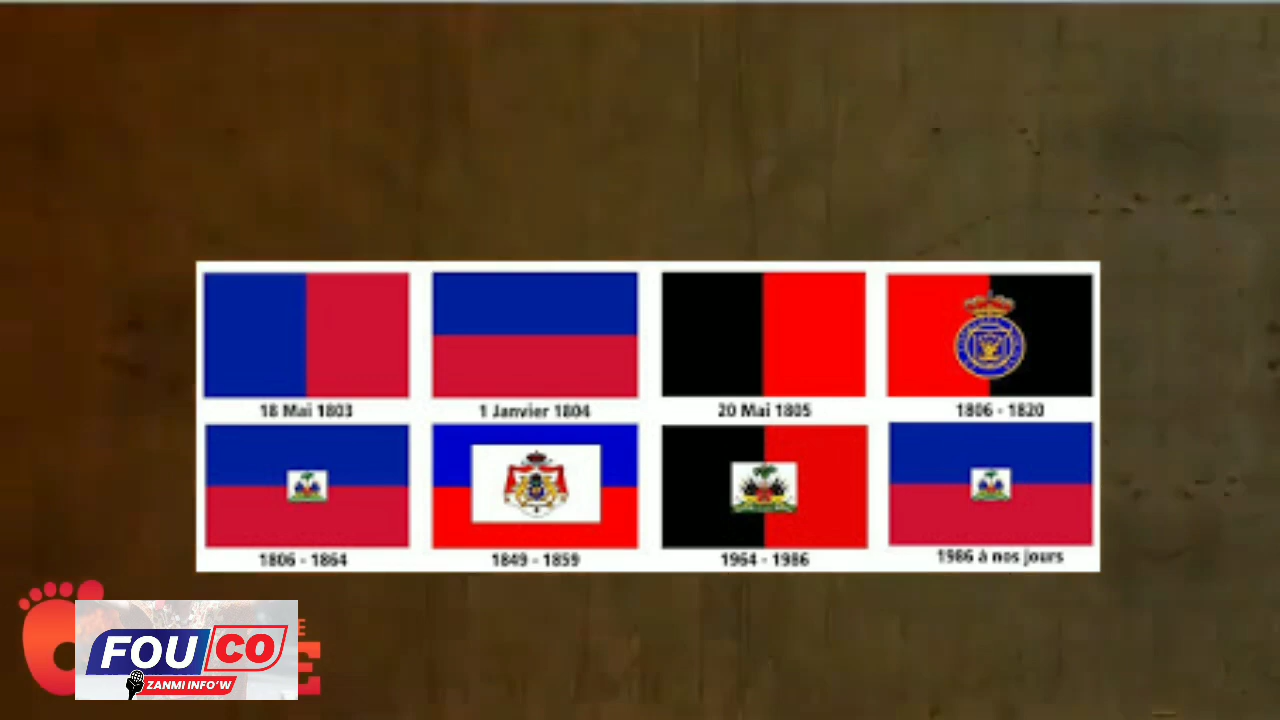 18 Mai 1803
1 Janvier 1804
20 Mai 1805
1806 - 1820
1806 - 1864
1849 - 1859
1964 - 1986
1986 à nos jours
FOU CO
ZANMI INFO'W
E
E